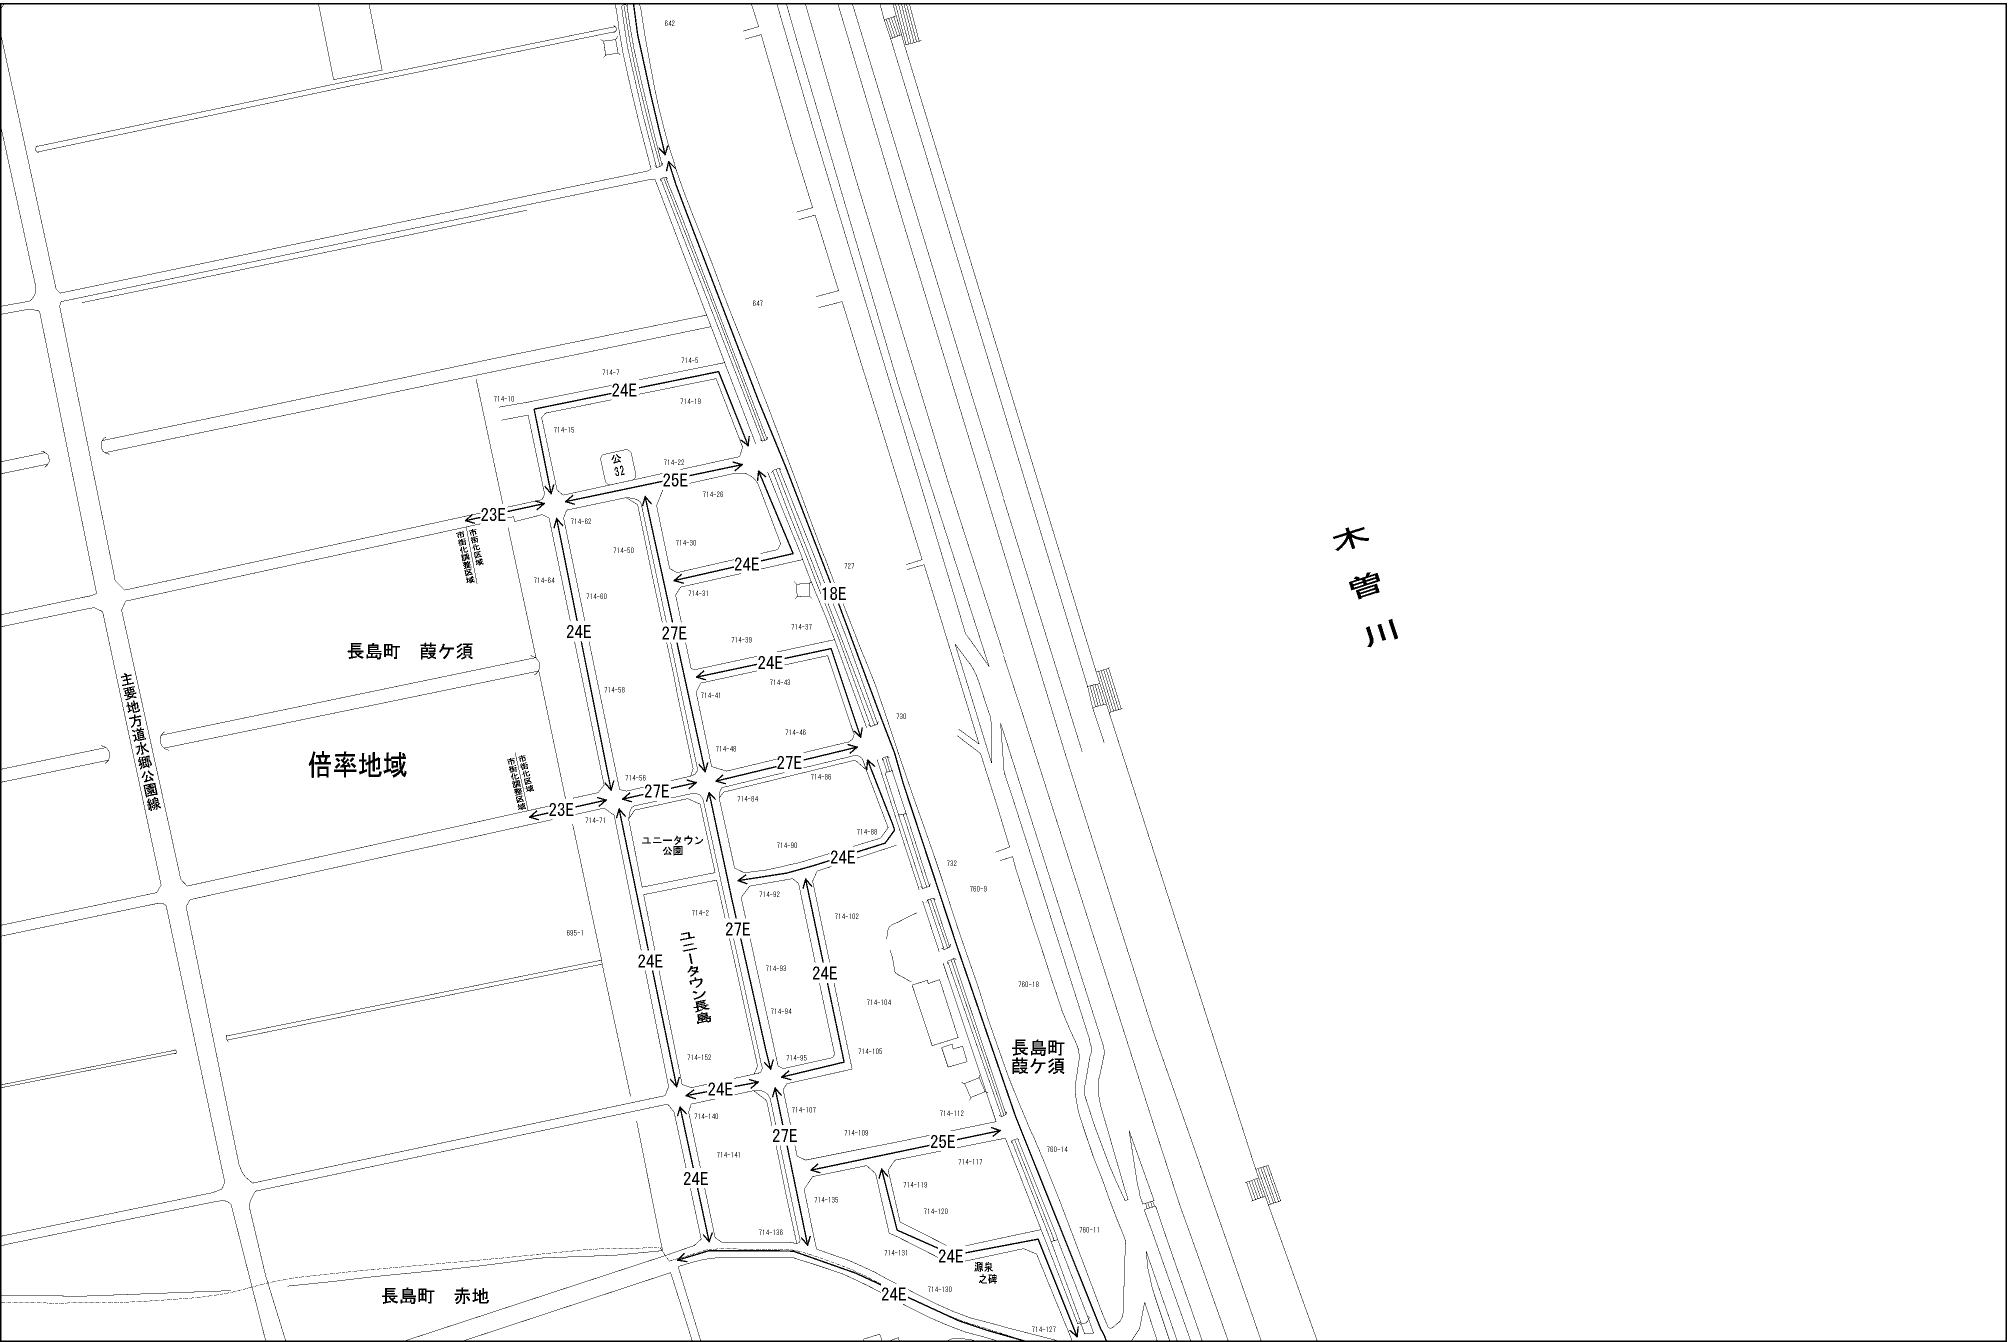 642
647
714-5
714-7
24E
714-10
714-19
714-15
公
32
714-22
25E
714-26
23E
714-62
市街化区域
市街化調整区域
714-50
714-30
24E
木曽川
727
714-64
714-31
18E
714-60
714-37
24E
27E
714-39
長島町 葭ケ須
24E
714-43
主要地方道水郷公園線
714-58
714-41
730
714-46
714-48
倍率地域
27E
市街化区域
市街化調整区域
714-56
714-86
27E
714-84
23E
714-71
714-88
ユニータウン
公園
714-90
24E
732
760-9
714-92
714-2
714-102
27E
695-1
ユニータウン長島
24E
714-93
24E
760-18
714-104
714-94
長島町
葭ケ須
714-152
714-95
714-105
24E
714-140
714-107
714-112
27E
714-109
25E
760-14
714-141
714-117
24E
714-119
714-135
714-120
714-136
760-11
714-131
24E
源泉
之碑
長島町 赤地
24E
714-130
714-127